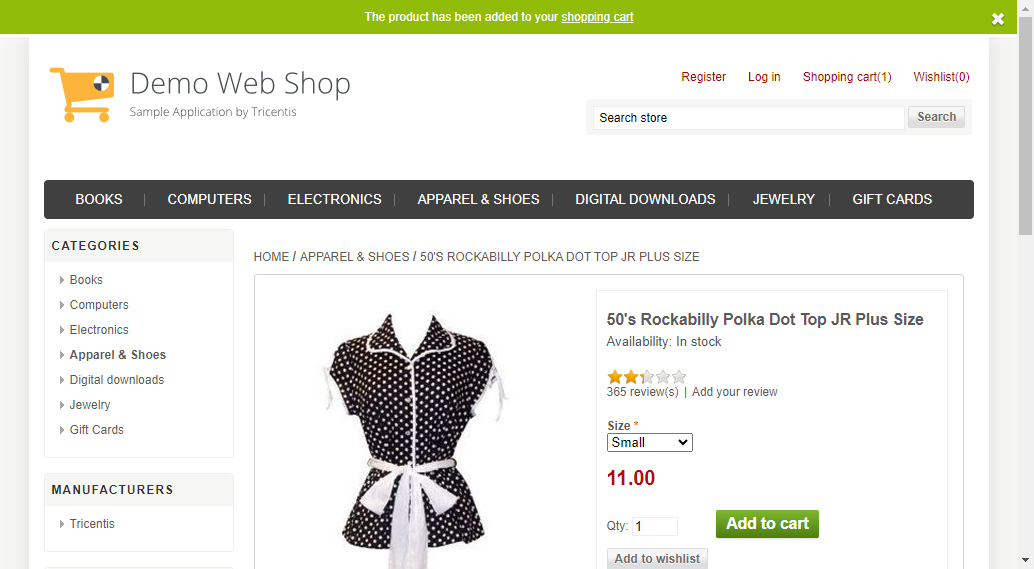 The product has been added to your shopping cart
Demo Web Shop
Sample Application by Tricentis
Register Log in Shopping cart(1) Wishlist(0)
Search store Search
BOOKS COMPUTERS ELECTRONICS APPAREL & SHOES DIGITAL DOWNLOADS JEWELRY GIFT CARDS
CATEGORIES
Books
Computers
Electronics
Apparel & Shoes
Digital downloads
Jewelry
Gift Cards
MANUFACTURERS
Tricentis
HOME / APPAREL & SHOES / 50'S ROCKABILLY POLKA DOT TOP JR PLUS SIZE
50's Rockabilly Polka Dot Top JR Plus Size
Availability: In stock
365 review(s) | Add your review
Size *
Small
11.00
Qty: 1 Add to cart
Add to wishlist